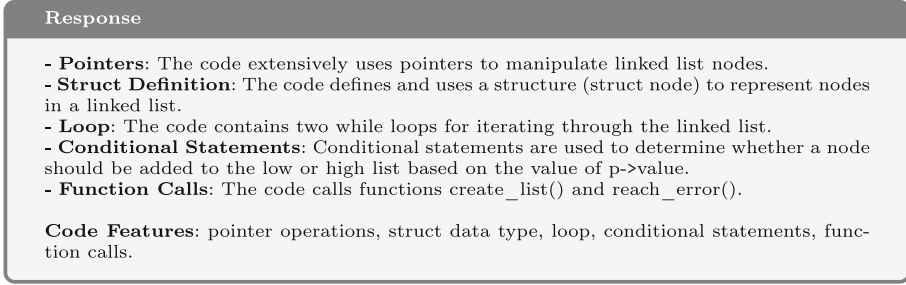 Response
- Pointers: The code extensively uses pointers to manipulate linked list nodes.
- Struct Definition: The code defines and uses a structure (struct node) to represent nodes
in a linked list.
- Loop: The code contains two while loops for iterating through the linked list.
- Conditional Statements: Conditional statements are used to determine whether a node
should be added to the low or high list based on the value of p->value.
- Function Calls: The code calls functions create_list() and reach_error().
Code Features: pointer operations, struct data type, loop, conditional statements, func-
tion calls.